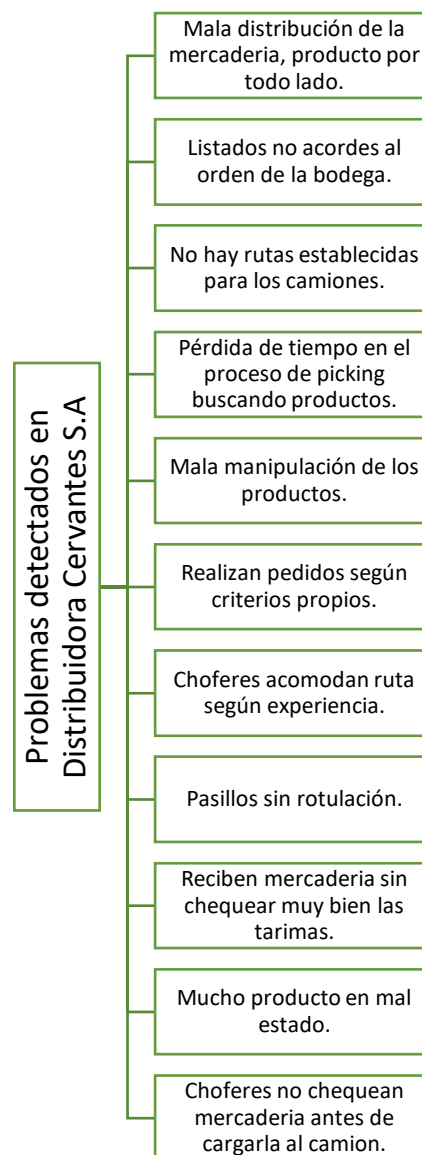 Problemas detectados en
Distribuidora Cervantes S.A
Mala distribución de la
mercaderia, producto por
todo lado.
Listados no acordes al
orden de la bodega.
No hay rutas establecidas
para los camiones.
Pérdida de tiempo en el
proceso de picking
buscando productos.
Mala manipulación de los
productos.
Realizan pedidos según
criterios propios.
Choferes acomodan ruta
según experiencia.
Pasillos sin rotulación.
Reciben mercaderia sin
chequear muy bien las
tarimas.
Mucho producto en mal
estado.
Choferes no chequean
mercaderia antes de
cargarla al camion.